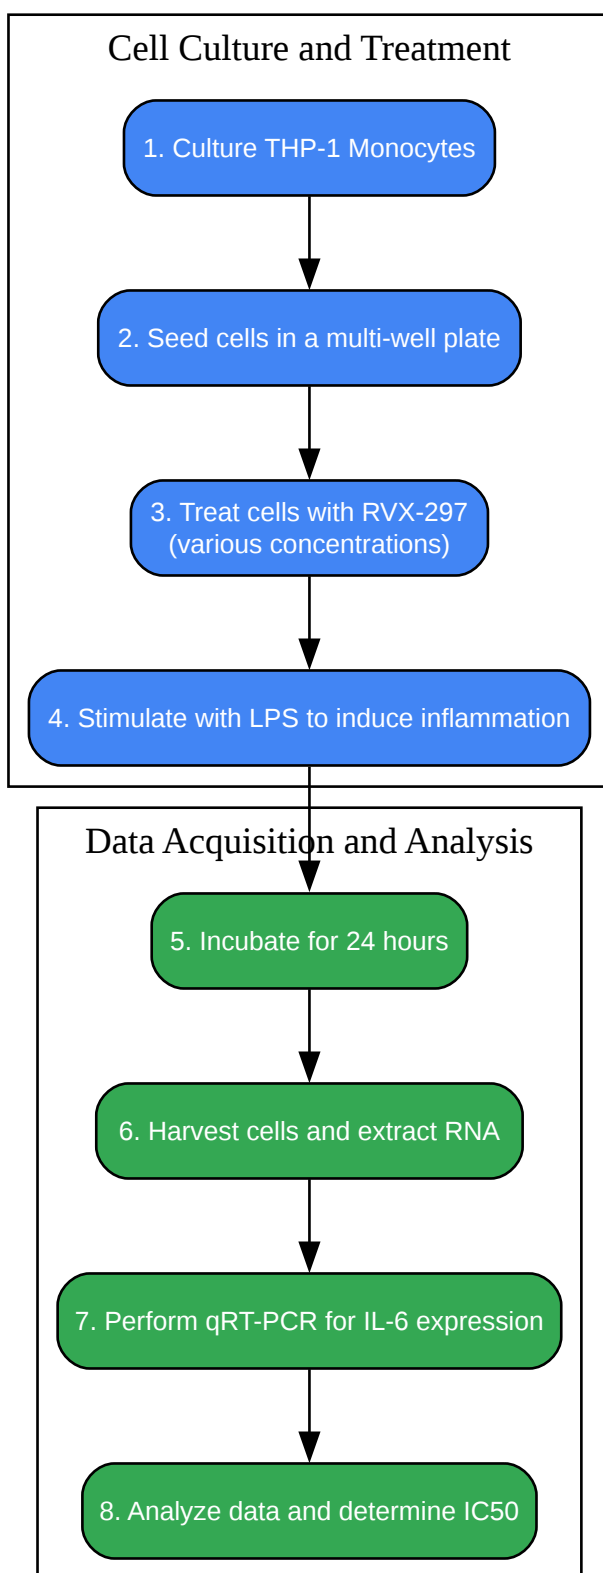 Cell Culture and Treatment
1. Culture THP-1 Monocytes
2. Seed cells in a multi-well plate
3. Treat cells with RVX-297
(various concentrations)
4. Stimulate with LPS to induce inflammation
Data Acquisition and Analysis
5. Incubate for 24 hours
6. Harvest cells and extract RNA
7. Perform qRT-PCR for IL-6 expression
8. Analyze data and determine IC50